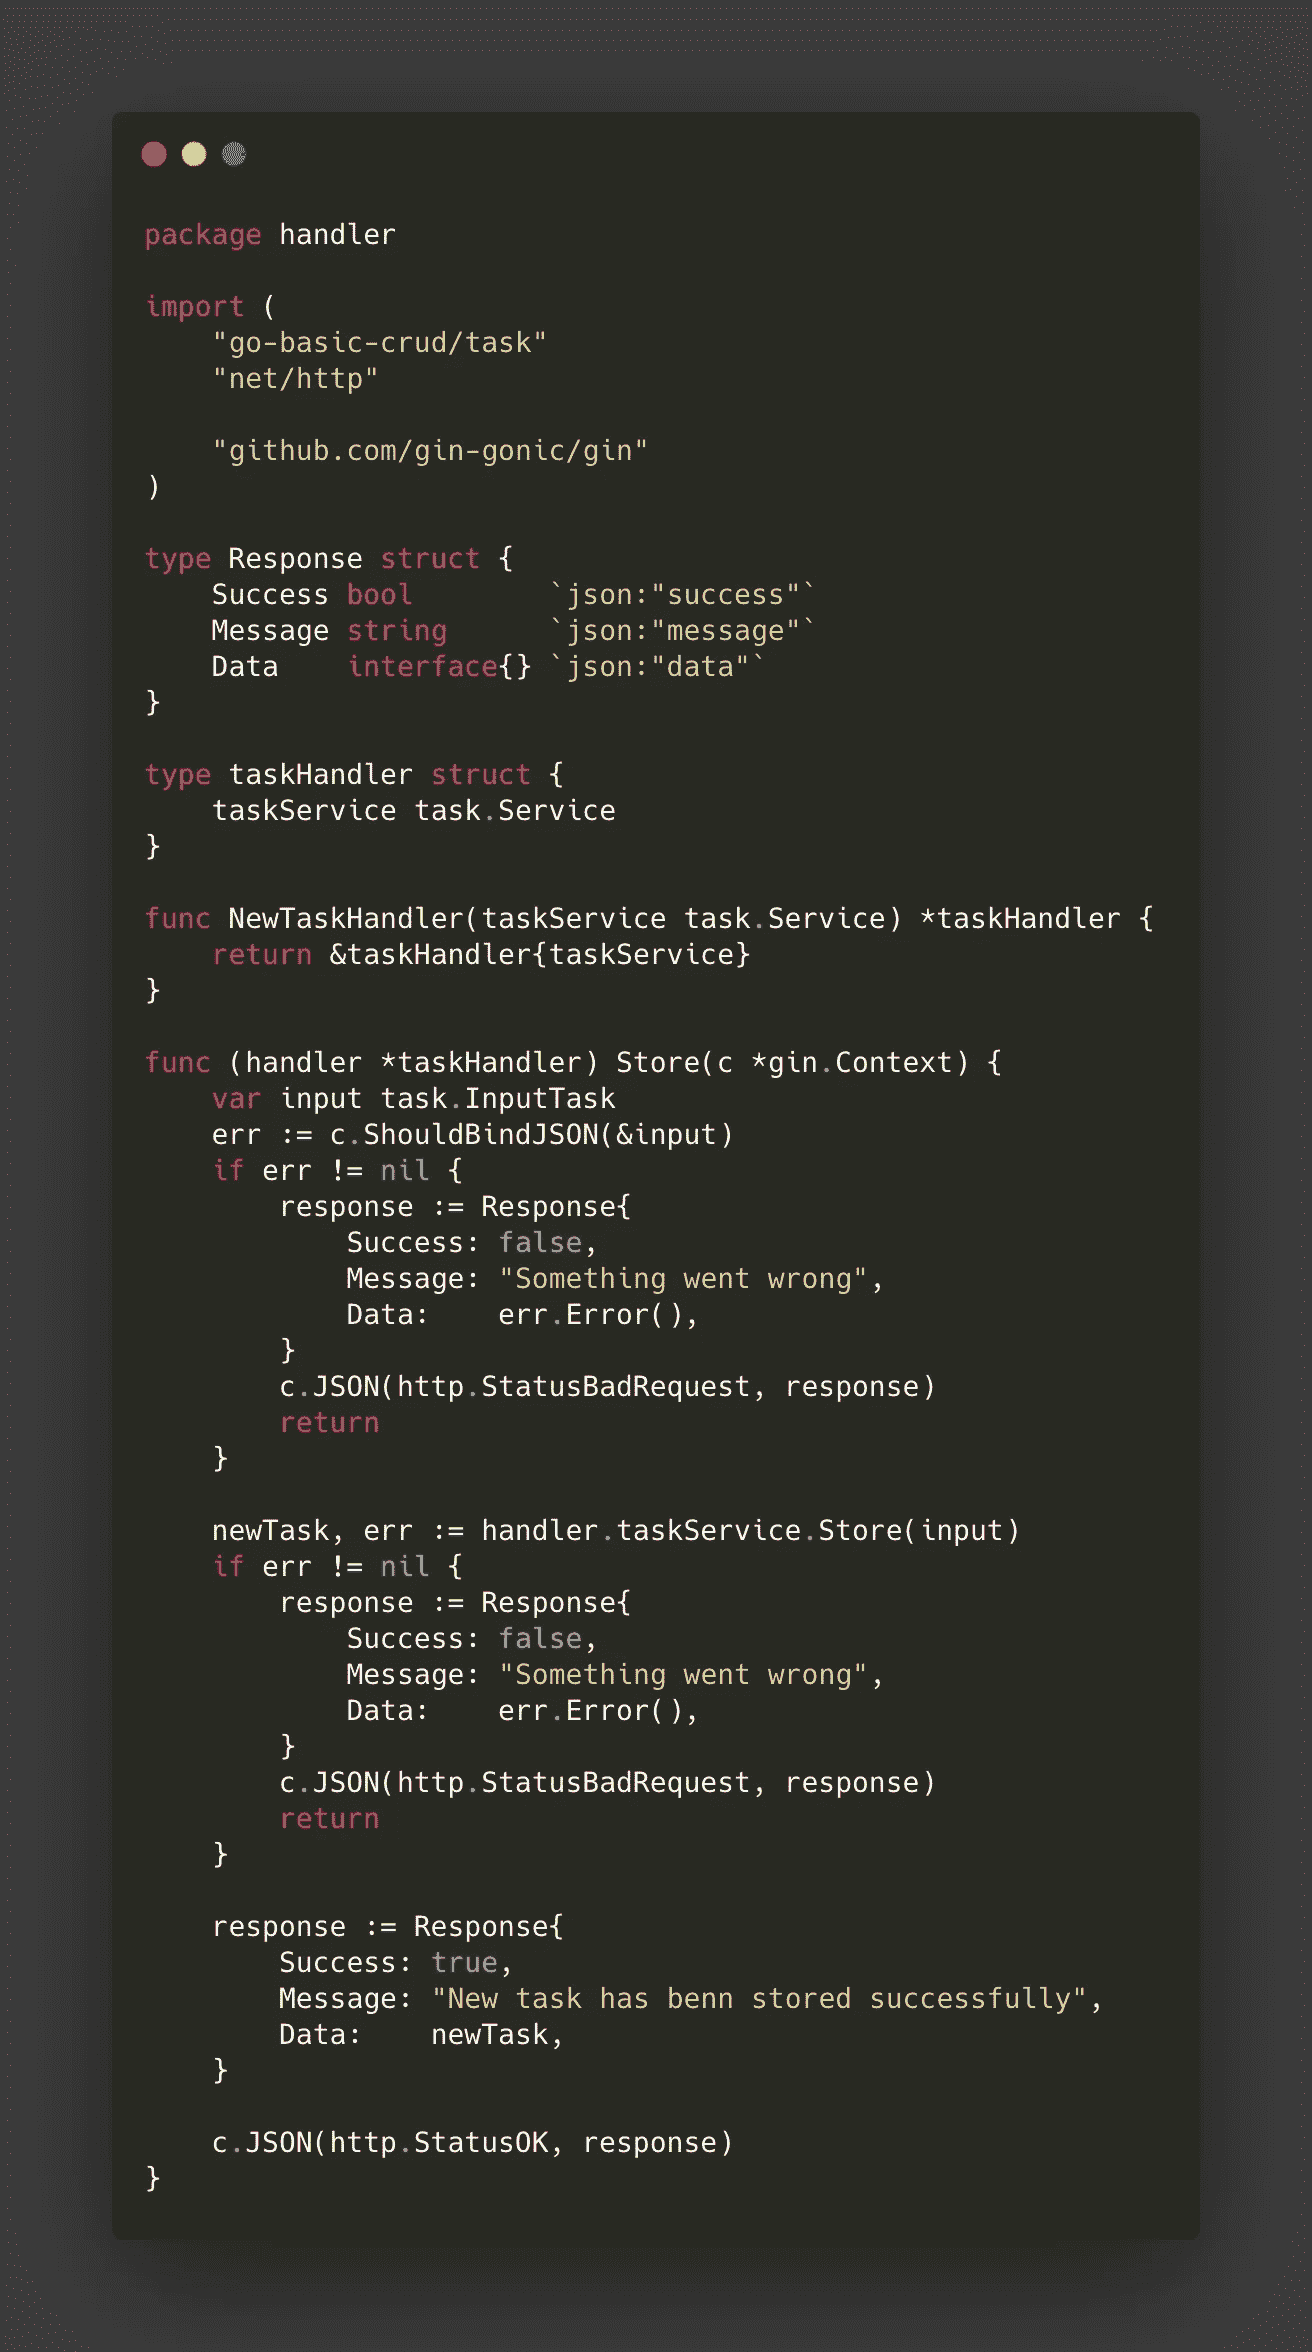 package handler

import (
    "go-basic-crud/task"
    "net/http"

    "github.com/gin-gonic/gin"
)

type Response struct {
    Success bool        `json:"success"`
    Message string      `json:"message"`
    Data    interface{} `json:"data"`
}

type taskHandler struct {
    taskService task.Service
}

func NewTaskHandler(taskService task.Service) *taskHandler {
    return &taskHandler{taskService}
}

func (handler *taskHandler) Store(c *gin.Context) {
    var input task.InputTask
    err := c.ShouldBindJSON(&input)
    if err != nil {
        response := Response{
            Success: false,
            Message: "Something went wrong",
            Data:    err.Error(),
        }
        c.JSON(http.StatusBadRequest, response)
        return
    }

    newTask, err := handler.taskService.Store(input)
    if err != nil {
        response := Response{
            Success: false,
            Message: "Something went wrong",
            Data:    err.Error(),
        }
        c.JSON(http.StatusBadRequest, response)
        return
    }

    response := Response{
        Success: true,
        Message: "New task has benn stored successfully",
        Data:    newTask,
    }

    c.JSON(http.StatusOK, response)
}